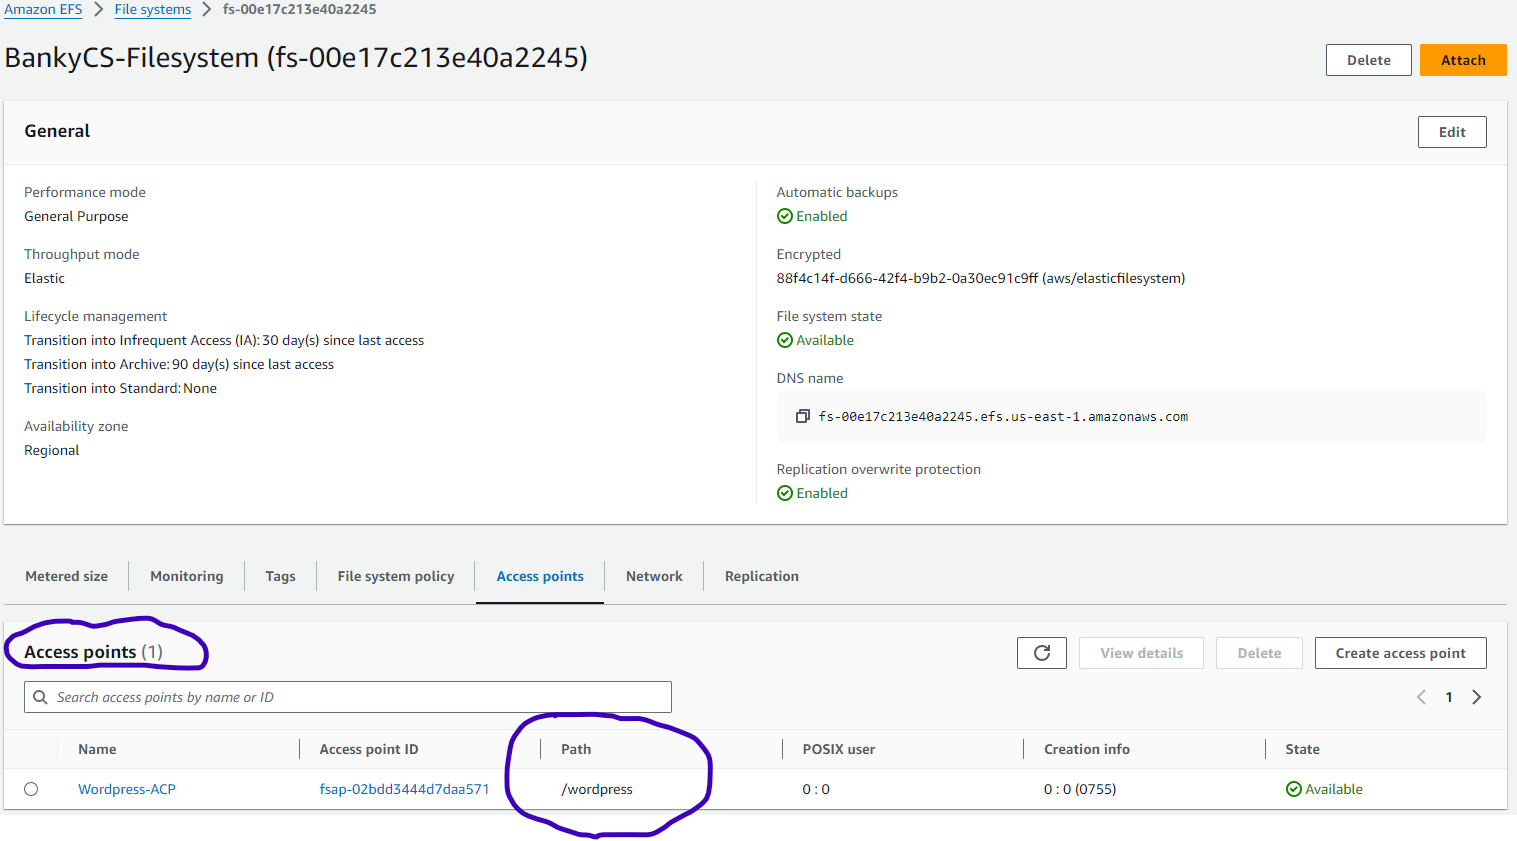 Amazon EFS > File systems > fs-00e17c213e40a2245
BankyCS-Filesystem (fs-00e17c213e40a2245)
Delete
Attach
General
Edit
Performance mode
General Purpose
Throughput mode
Elastic
Lifecycle management
Transition into Infrequent Access (IA): 30 day(s) since last access
Transition into Archive: 90 day(s) since last access
Transition into Standard: None
Availability zone
Regional
Automatic backups
Enabled
Encrypted
88f4c14f-d666-42f4-b9b2-0a30ec91c9ff (aws/elasticfilesystem)
File system state
Available
DNS name
fs-00e17c213e40a2245.efs.us-east-1.amazonaws.com
Replication overwrite protection
Enabled
Metered size Monitoring Tags File system policy Access points Network Replication
Access points (1)
View details Delete Create access point
Search access points by name or ID
1
Name Access point ID Path POSIX user Creation info State
Wordpress-ACP fsap-02bdd3444d7daa571 /wordpress 0 : 0 0 : 0 (0755) Available